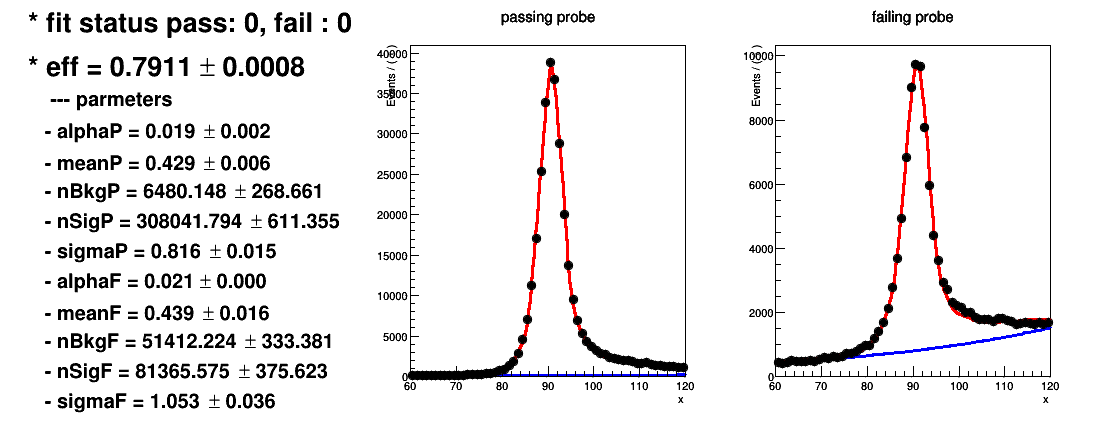 * fit status pass: 0, fail : 0
* eff = 0.7911 ± 0.0008
--- parmeters
- alphaP = 0.019 ± 0.002
- meanP = 0.429 ± 0.006
- nBkgP = 6480.148 ± 268.661
- nSigP = 308041.794 ± 611.355
- sigmaP = 0.816 ± 0.015
- alphaF = 0.021 ± 0.000
- meanF = 0.439 ± 0.016
- nBkgF = 51412.224 ± 333.381
- nSigF = 81365.575 ± 375.623
- sigmaF = 1.053 ± 0.036
passing probe
Events / ( )
40000
35000
30000
25000
20000
15000
10000
5000
0
60 70 80 90 100 110 120
x
failing probe
Events / ( )
10000
8000
6000
4000
2000
0
60 70 80 90 100 110 120
x